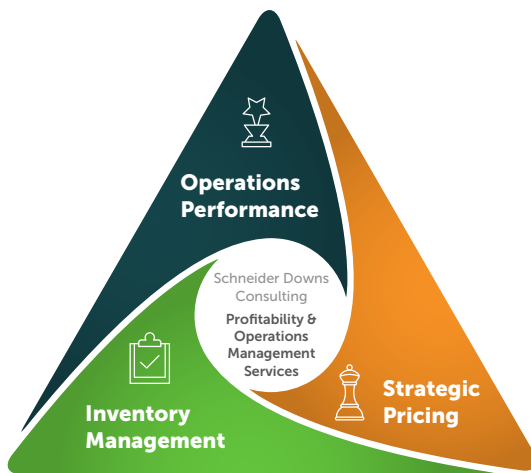 Operations
Performance
Schneider Downs
Consulting
Profitability &
Operations
Management
Services
Strategic
Pricing
Inventory
Management